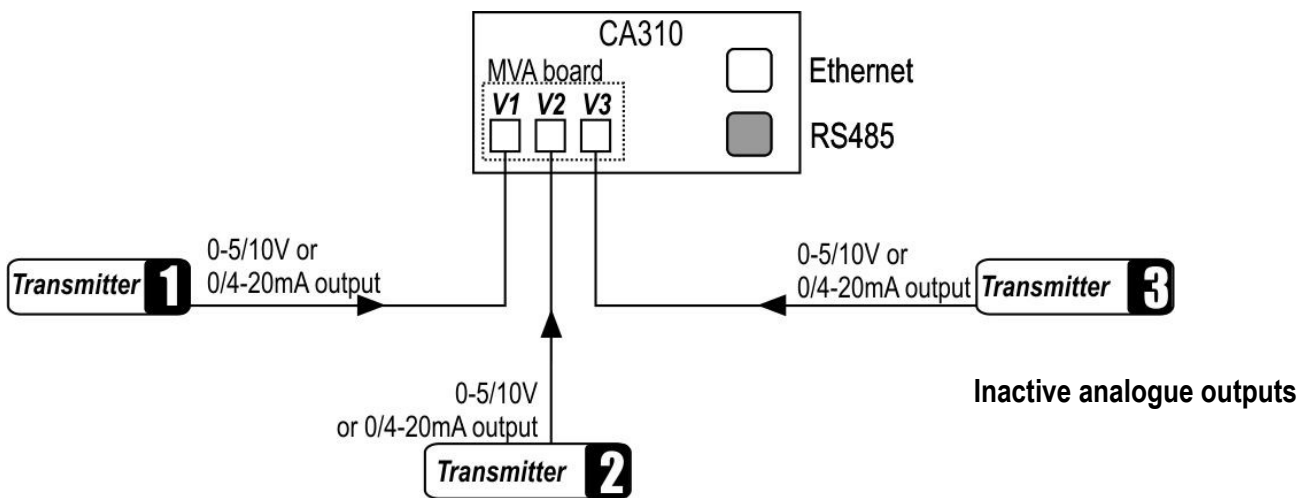 CA310
MVA board
V1 V2 V3
Ethernet
RS485
0-5/10V or
0/4-20mA output
Transmitter 1
0-5/10V or
0/4-20mA output
Transmitter 3
0-5/10V
or 0/4-20mA output
Transmitter 2
Inactive analogue outputs